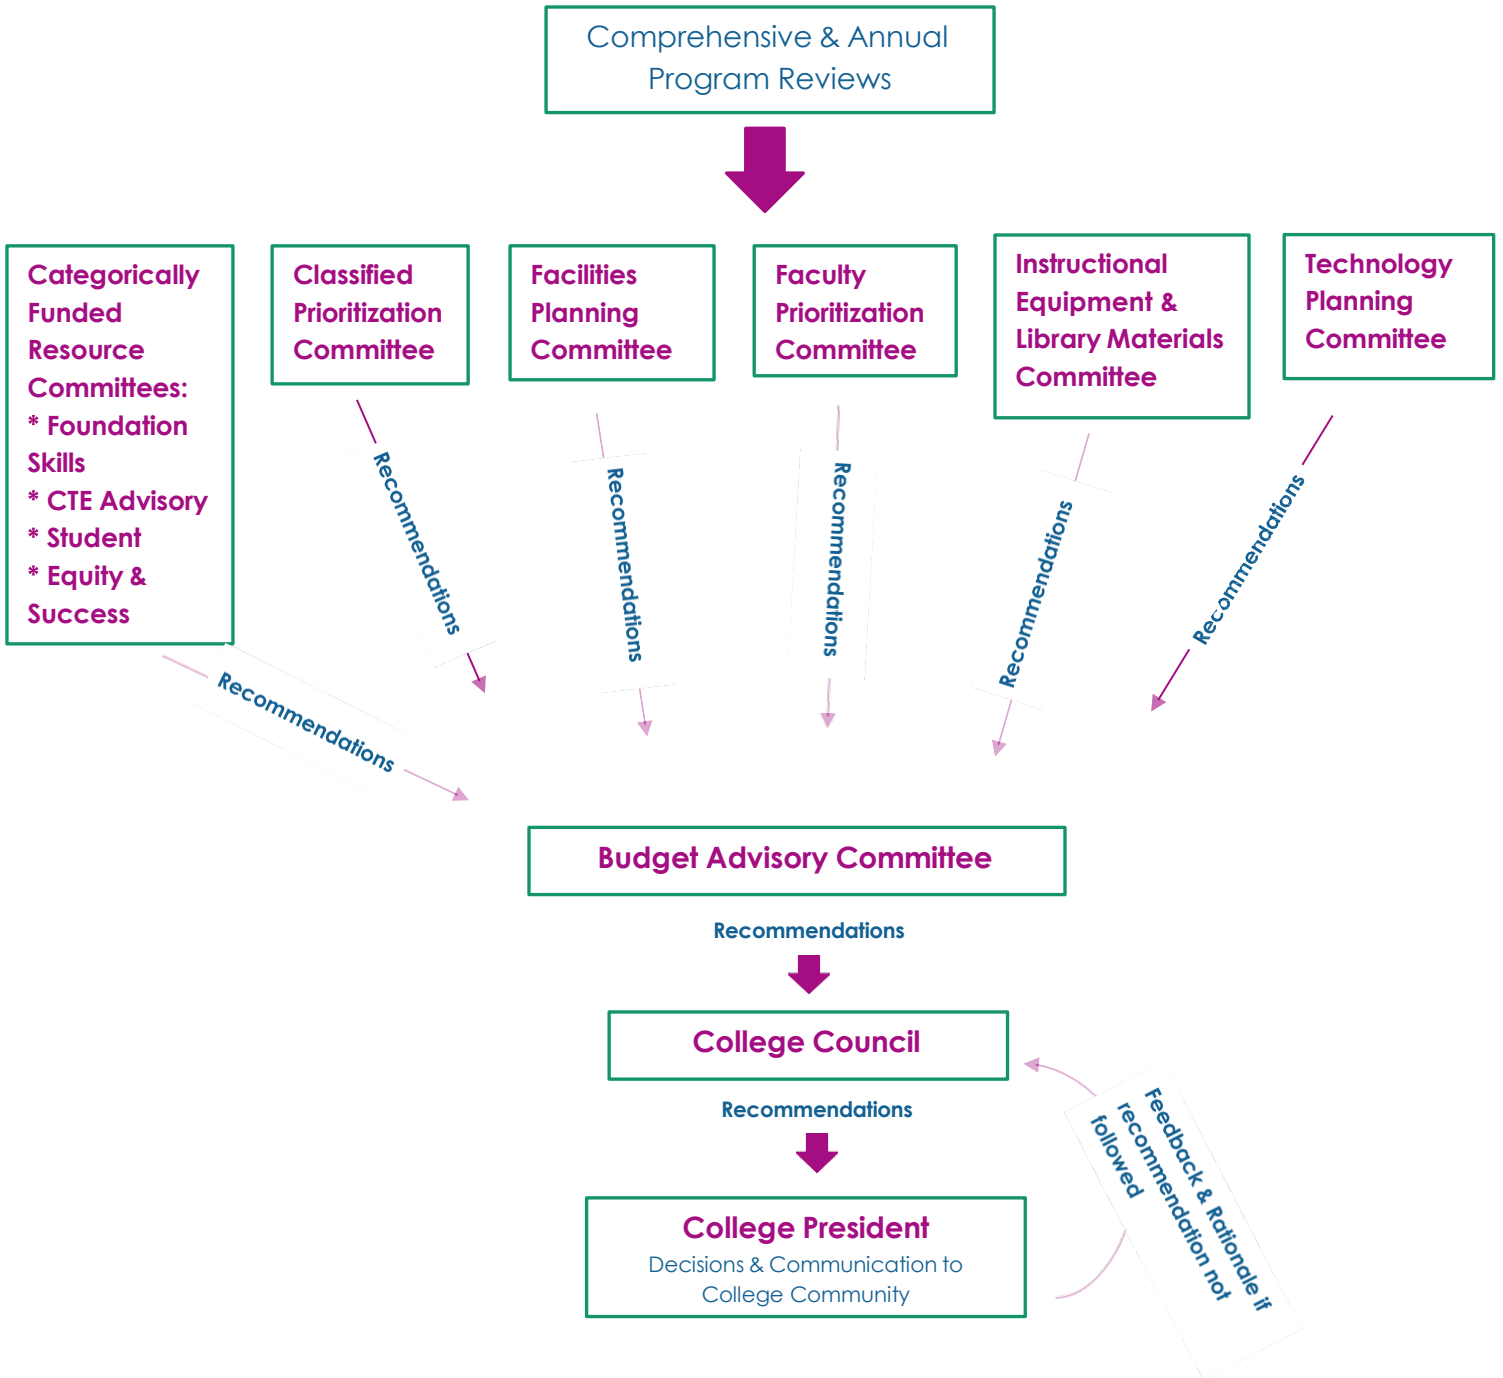 Comprehensive & Annual
Program Reviews
Categorically
Funded
Resource
Committees:
* Foundation
Skills
* CTE Advisory
* Student
* Equity &
Success
Classified
Prioritization
Committee
Facilities
Planning
Committee
Faculty
Prioritization
Committee
Instructional
Equipment &
Library Materials
Committee
Technology
Planning
Committee
Recommendations
Recommendations
Recommendations
Recommendations
Recommendations
Recommendations
Budget Advisory Committee
Recommendations
College Council
Recommendations
College President
Decisions & Communication to
College Community
Feedback & Rationale if
recommendation not
followed